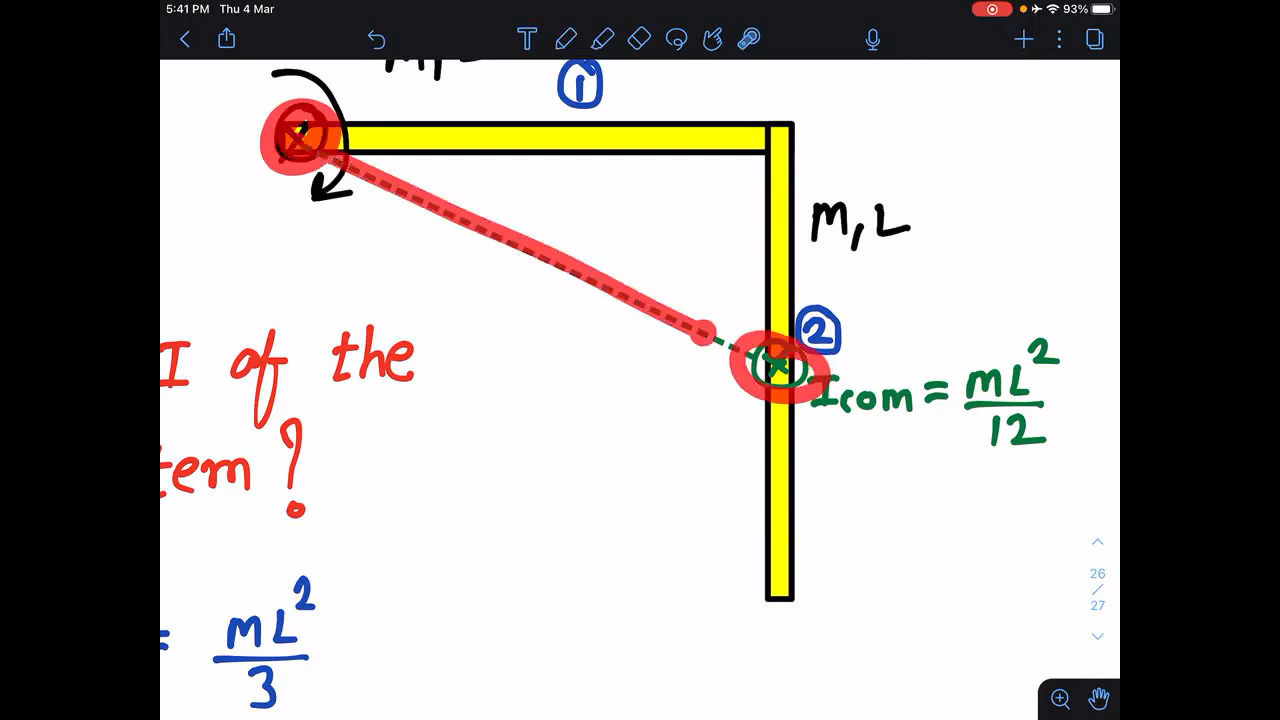 5:41 PM Thu 4 Mar
93%
T
1
M, L
2
Icom = mL²/12
I of the
tem ?
= mL²/3
26
/
27